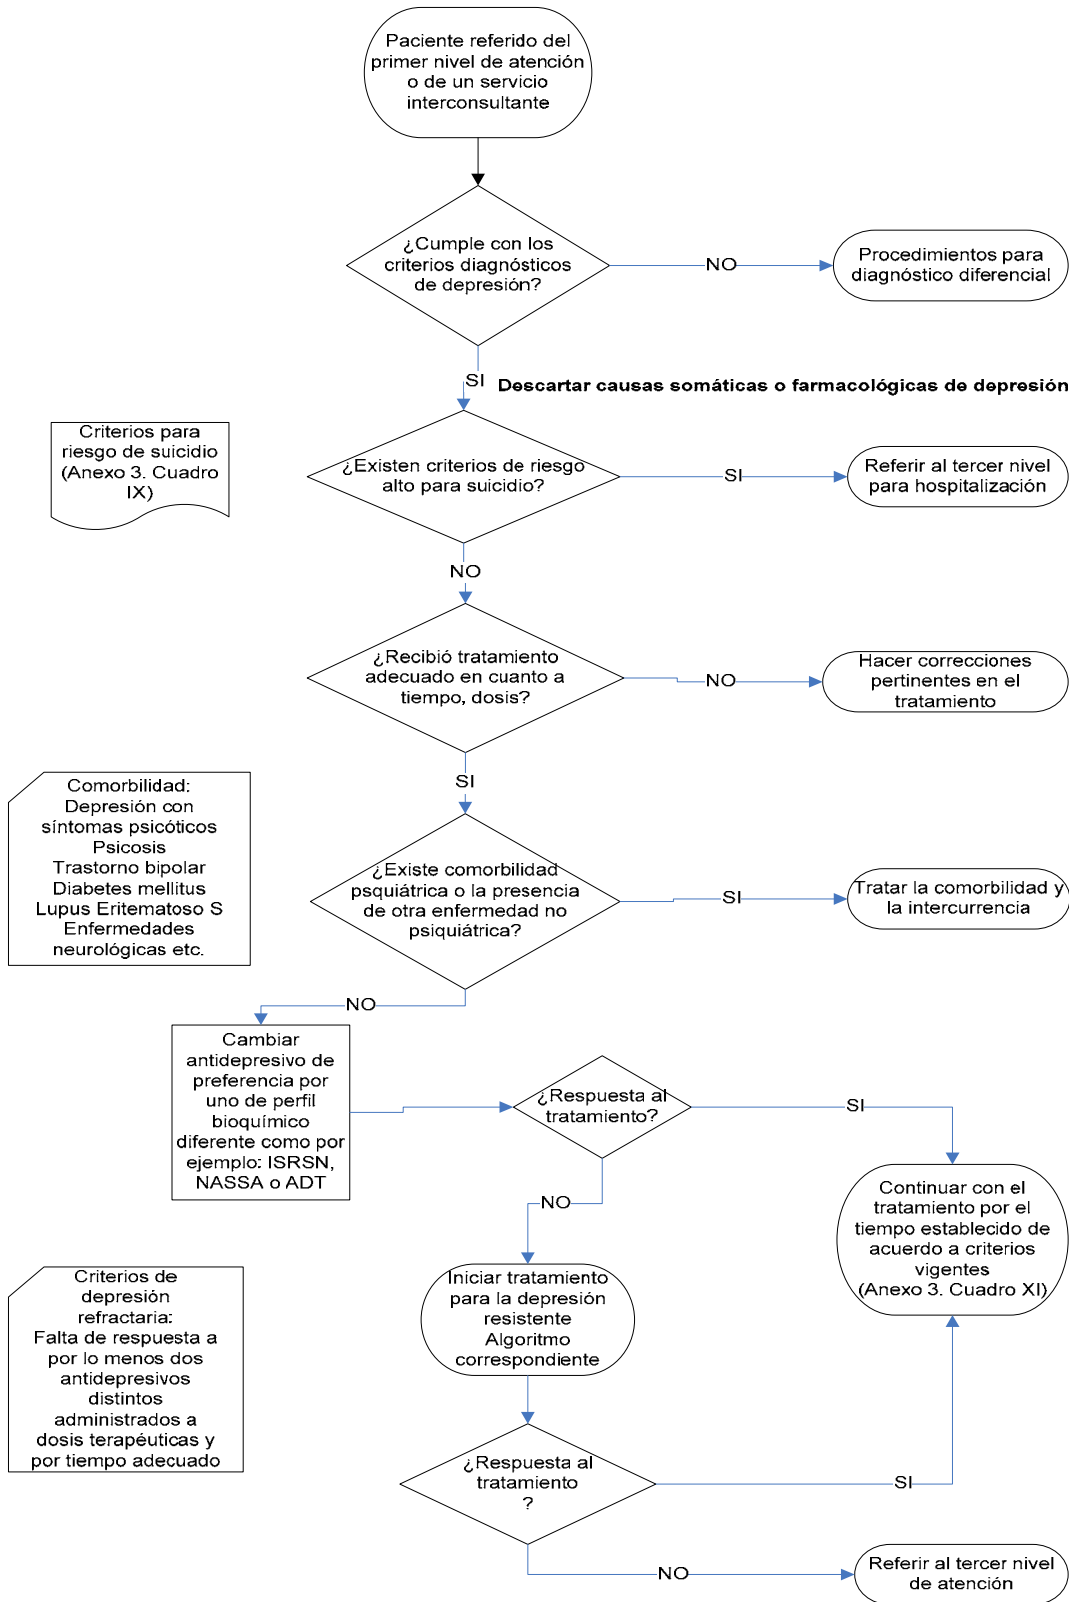 Paciente referido del
primer nivel de atención
o de un servicio
interconsultante
¿Cumple con los
criterios diagnósticos
de depresión?
NO
Procedimientos para
diagnóstico diferencial
SI
Descartar causas somáticas o farmacológicas de depresión
Criterios para
riesgo de suicidio
(Anexo 3. Cuadro
IX)
¿Existen criterios de riesgo
alto para suicidio?
SI
Referir al tercer nivel
para hospitalización
NO
¿Recibió tratamiento
adecuado en cuanto a
tiempo, dosis?
NO
Hacer correcciones
pertinentes en el
tratamiento
SI
Comorbilidad:
Depresión con
síntomas psicóticos
Psicosis
Trastorno bipolar
Diabetes mellitus
Lupus Eritematoso S
Enfermedades
neurológicas etc.
¿Existe comorbilidad
psquiátrica o la presencia
de otra enfermedad no
psiquiátrica?
SI
Tratar la comorbilidad y
la intercurrencia
NO
Cambiar
antidepresivo de
preferencia por
uno de perfil
bioquímico
diferente como por
ejemplo: ISRSN,
NASSA o ADT
¿Respuesta al
tratamiento?
SI
NO
Continuar con el
tratamiento por el
tiempo establecido de
acuerdo a criterios
vigentes
(Anexo 3. Cuadro XI)
Criterios de
depresión
refractaria:
Falta de respuesta a
por lo menos dos
antidepresivos
distintos
administrados a
dosis terapéuticas y
por tiempo adecuado
Iniciar tratamiento
para la depresión
resistente
Algoritmo
correspondiente
¿Respuesta al
tratamiento
?
SI
NO
Referir al tercer nivel
de atención